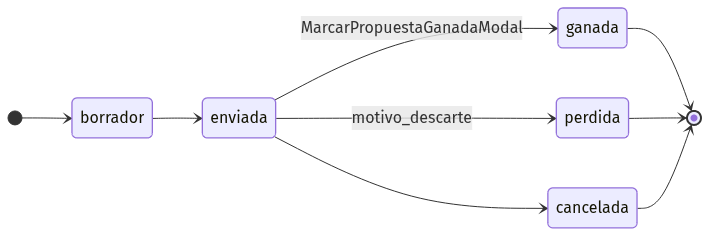 MarcarPropuestaGanadaModal
ganada
borrador
enviada
motivo_descarte
perdida
cancelada